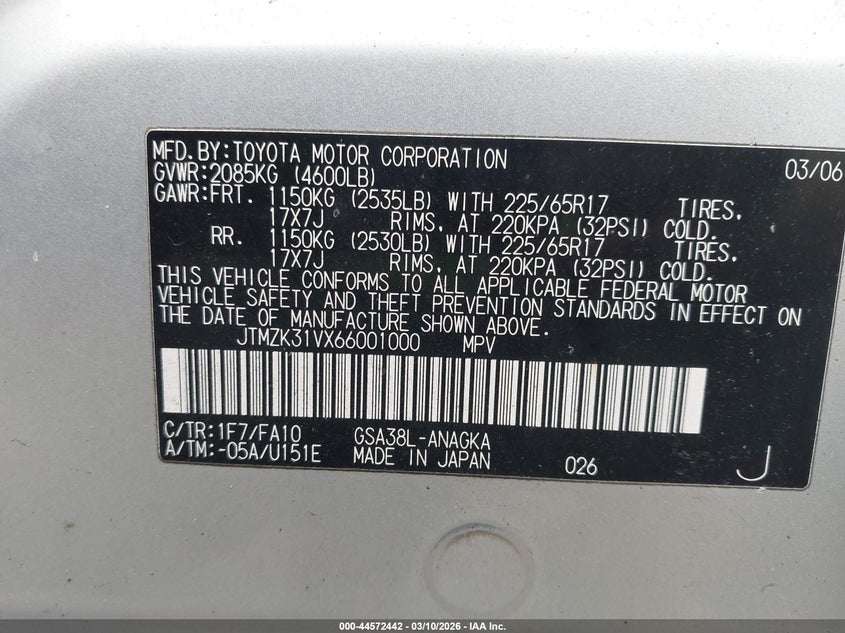 MFD.BY:TOYOTA MOTOR CORPORATION 03/06
GVWR:2085KG (4600LB)
GAWR:FRT. 1150KG (2535LB) WITH 225/65R17 TIRES.
17X7J RIMS, AT 220KPA (32PSI) COLD.
RR. 1150KG (2530LB) WITH 225/65R17 TIRES.
17X7J RIMS, AT 220KPA (32PSI) COLD.
THIS VEHICLE CONFORMS TO ALL APPLICABLE FEDERAL MOTOR
VEHICLE SAFETY AND THEFT PREVENTION STANDARDS IN EFFECT ON
THE DATE OF MANUFACTURE SHOWN ABOVE.
JTMZK31VX66001000 MPV
C/TR:1F7/FA10 GSA38L-ANAGKA
A/TM:-05A/U151E MADE IN JAPAN 026 J
000-44572442 — 03/10/2026 — IAA Inc.